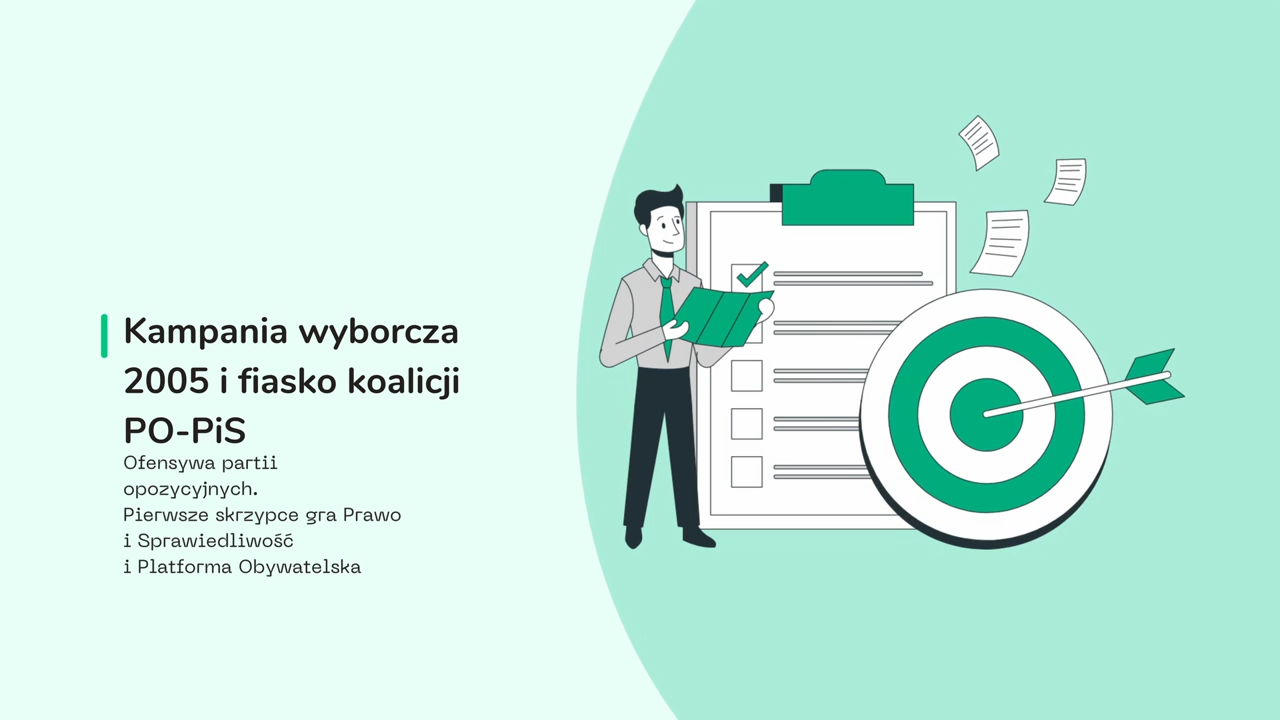 Kampania wyborcza
2005 i fiasko koalicji
PO-PiS
Ofensywa partii
opozycyjnych.
Pierwsze skrzypce gra Prawo
i Sprawiedliwość
i Platforma Obywatelska